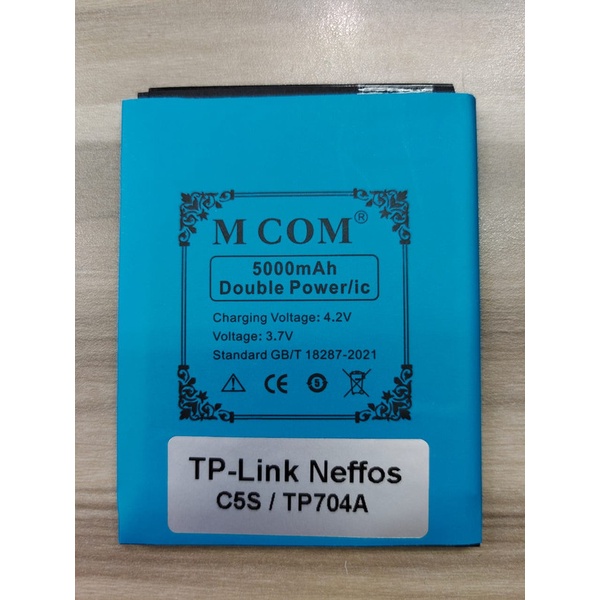 M COM®
5000mAh
Double Power/ic
Charging Voltage: 4.2V
Voltage: 3.7V
Standard GB/T 18287-2021
CE 5
TP-Link Neffos
C5S / TP704A